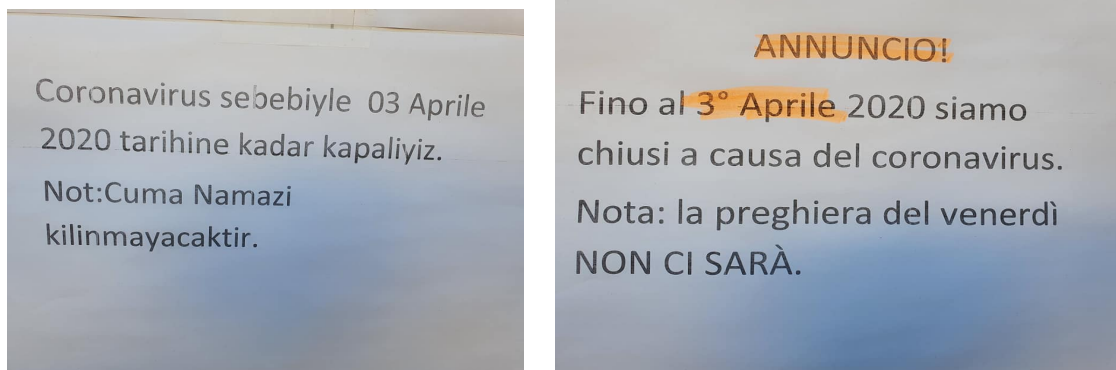 Coronavirus sebebiyle 03 Aprile
2020 tarihine kadar kapaliyiz.
Not:Cuma Namazi
kilinmayacaktir.
ANNUNCIO!
Fino al 3° Aprile 2020 siamo
chiusi a causa del coronavirus.
Nota: la preghiera del venerdì
NON CI SARÀ.